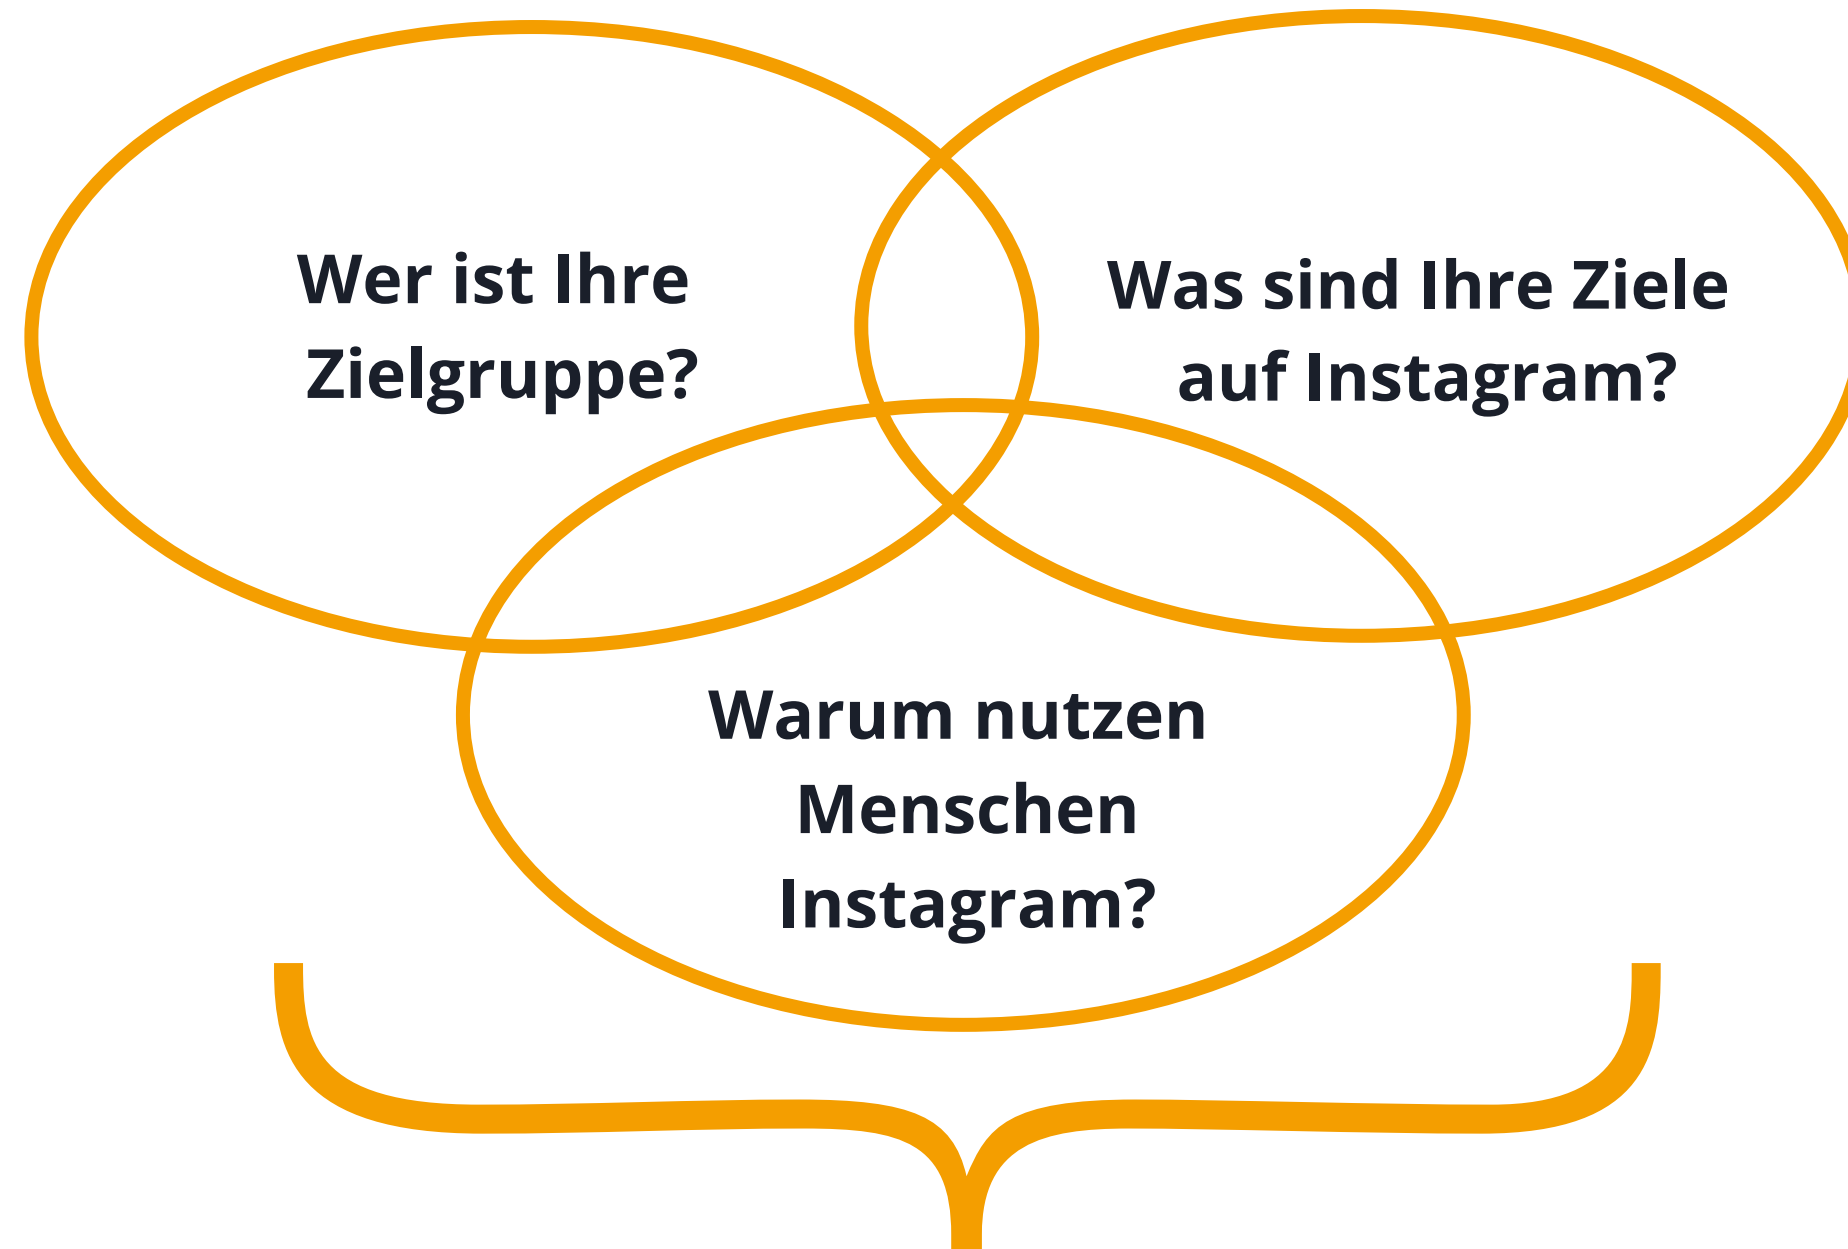 Wer ist Ihre
Zielgruppe?
Was sind Ihre Ziele
auf Instagram?
Warum nutzen
Menschen
Instagram?